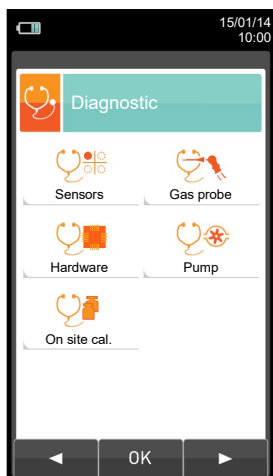 15/01/14
10:00
Diagnostic
Sensors
Gas probe
Hardware
Pump
On site cal.
OK